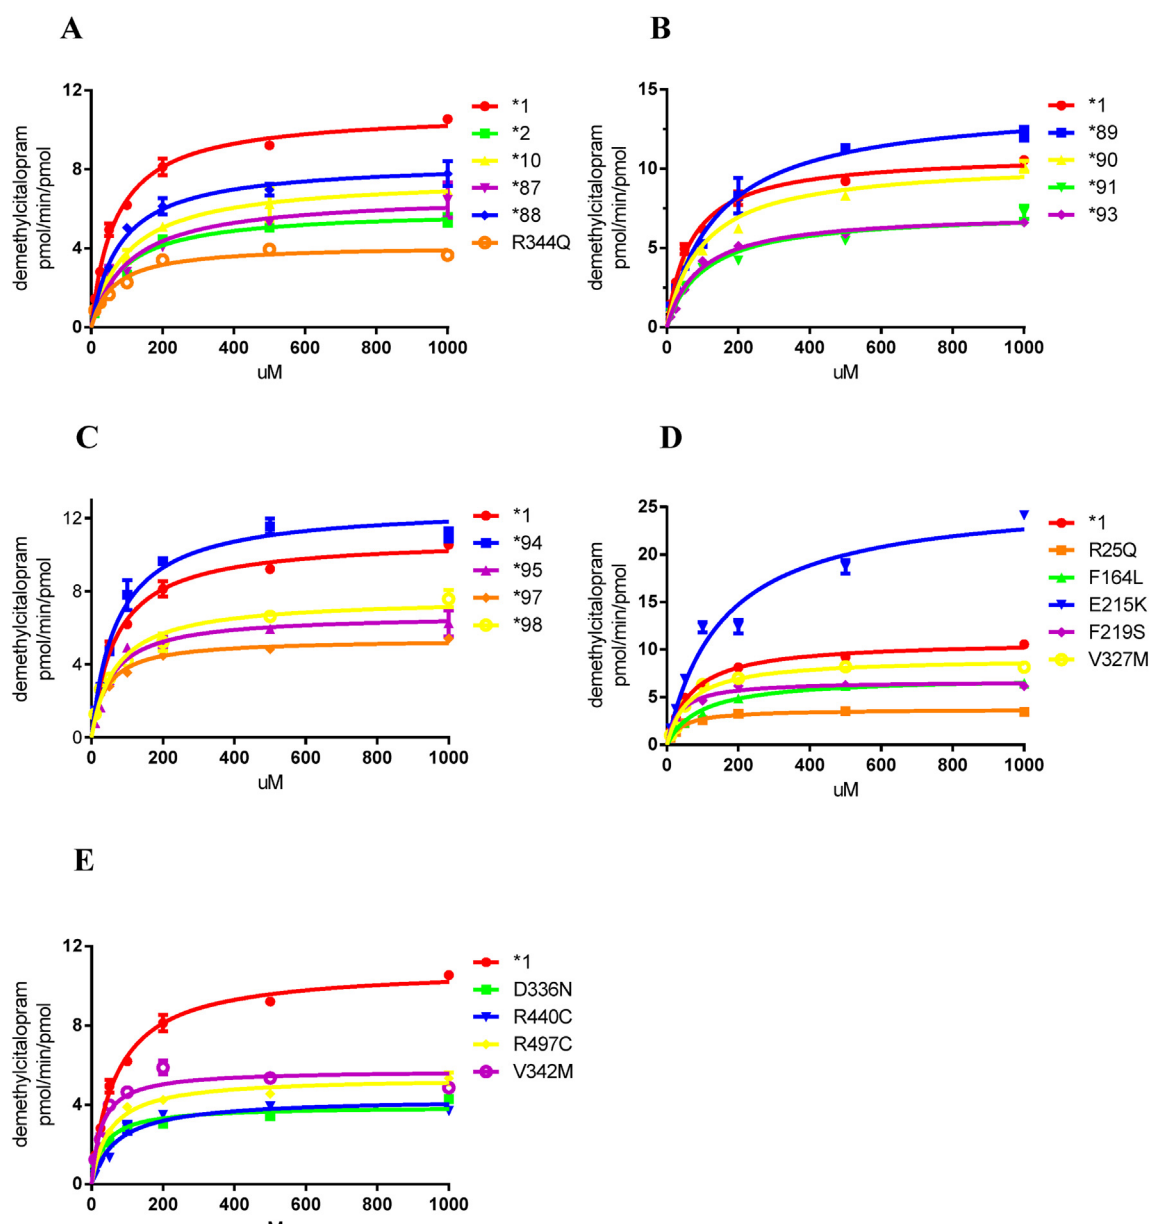 A
demethylcitalopram
pmol/min/pmol
12
8
4
0
0 200 400 600 800 1000
uM
*1
*2
*10
*87
*88
R344Q
B
demethylcitalopram
pmol/min/pmol
15
10
5
0
0 200 400 600 800 1000
uM
*1
*89
*90
*91
*93
C
demethylcitalopram
pmol/min/pmol
12
8
4
0
0 200 400 600 800 1000
uM
*1
*94
*95
*97
*98
D
demethylcitalopram
pmol/min/pmol
25
20
15
10
5
0
0 200 400 600 800 1000
uM
*1
R25Q
F164L
E215K
F219S
V327M
E
demethylcitalopram
pmol/min/pmol
12
8
4
0
0 200 400 600 800 1000
*1
D336N
R440C
R497C
V342M